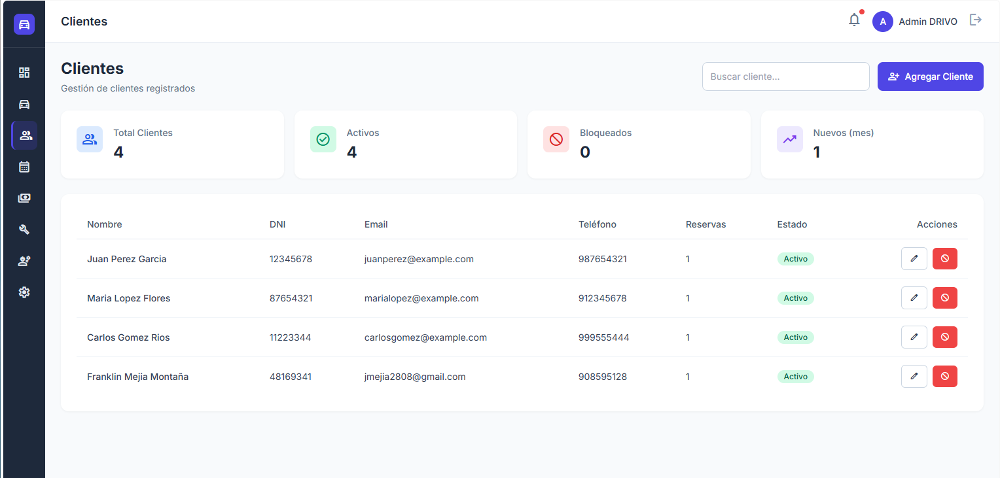 Clientes
A Admin DRIVO
Clientes
Gestión de clientes registrados
Buscar cliente...
Agregar Cliente
Total Clientes
4
Activos
4
Bloqueados
0
Nuevos (mes)
1
Nombre DNI Email Teléfono Reservas Estado Acciones
Juan Perez Garcia 12345678 juanperez@example.com 987654321 1 Activo
Maria Lopez Flores 87654321 marialopez@example.com 912345678 1 Activo
Carlos Gomez Rios 11223344 carlosgomez@example.com 999555444 1 Activo
Franklin Mejia Montaña 48169341 jmejia2808@gmail.com 908595128 1 Activo